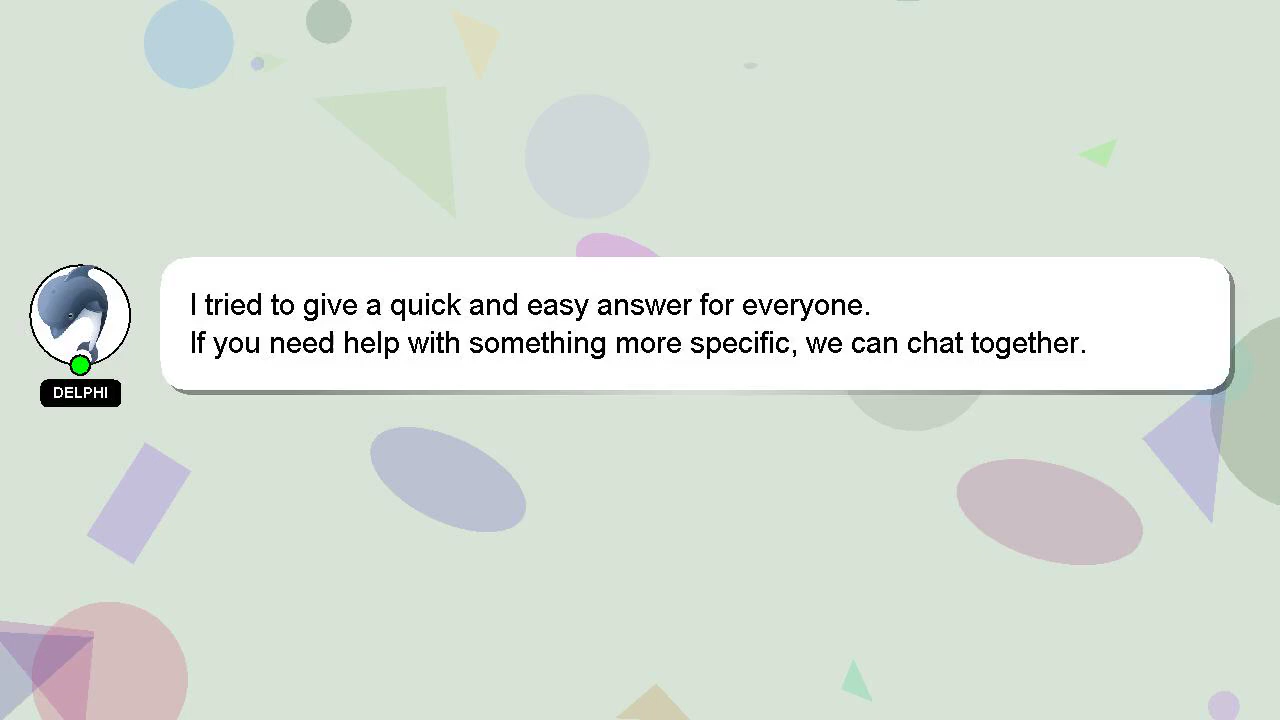 I tried to give a quick and easy answer for everyone.
If you need help with something more specific, we can chat together.
DELPHI